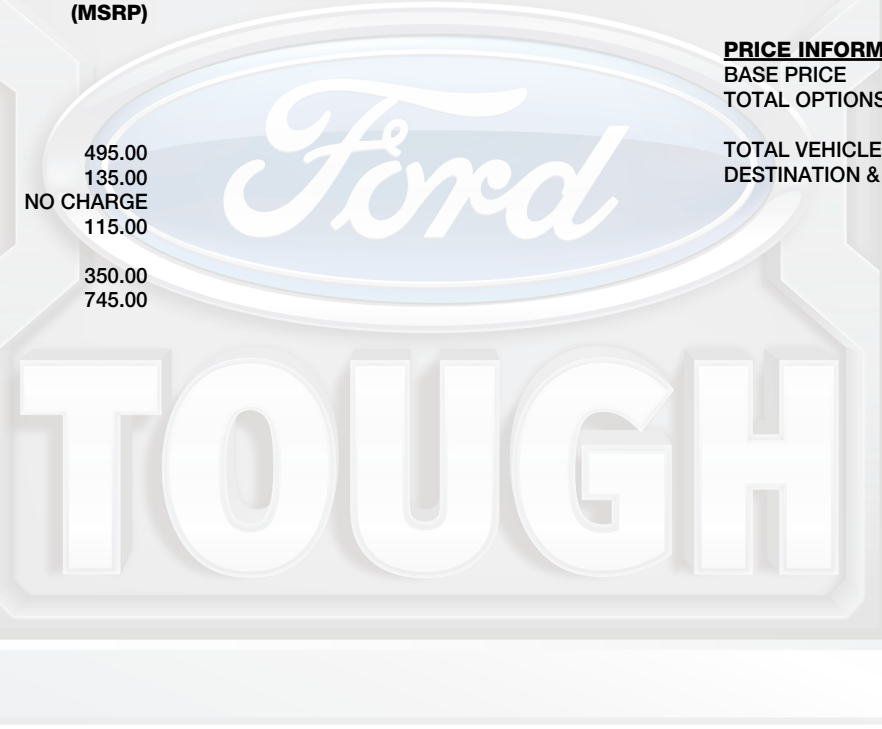 (MSRP)
495.00
135.00
NO CHARGE
115.00
350.00
745.00
PRICE INFORM
BASE PRICE
TOTAL OPTIONS
TOTAL VEHICLE
DESTINATION &
Ford
TOUGH